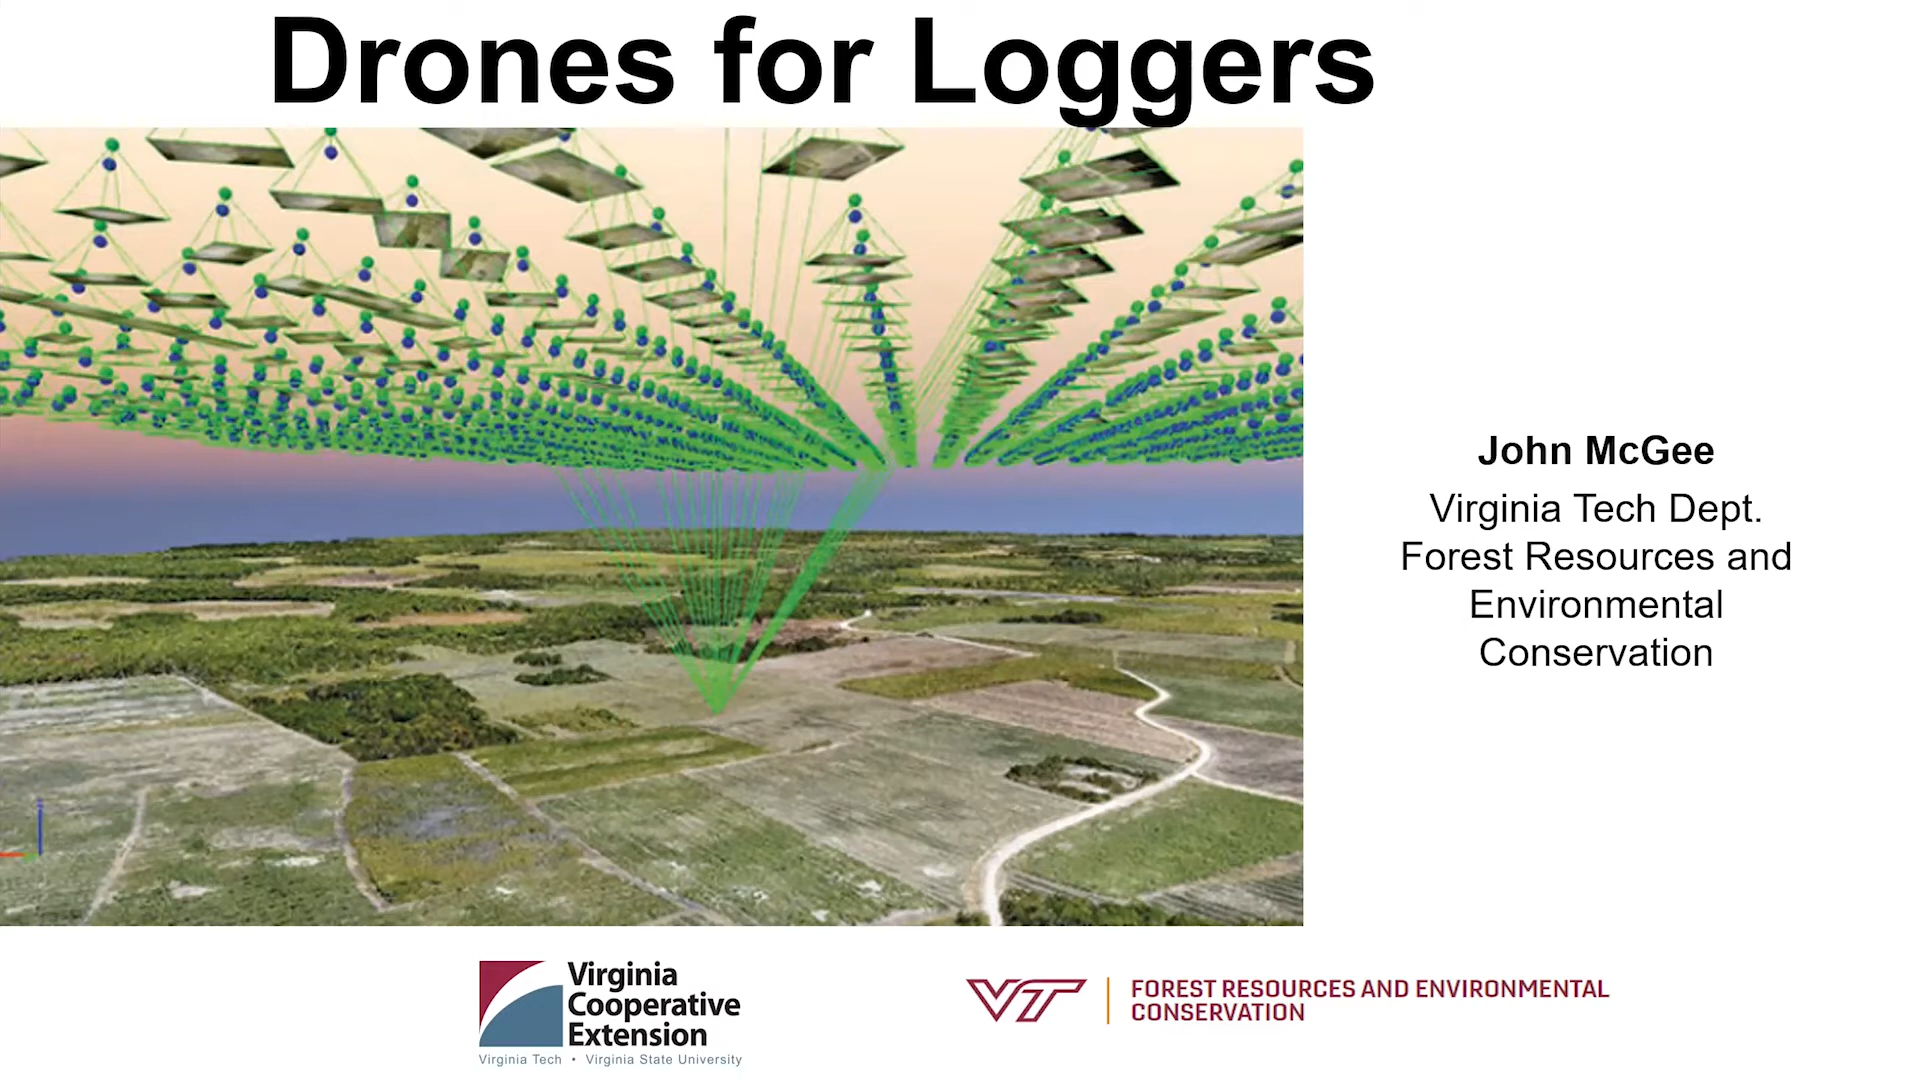 Drones for Loggers
John McGee
Virginia Tech Dept.
Forest Resources and
Environmental
Conservation
Virginia
Cooperative
Extension
Virginia Tech • Virginia State University
VT
FOREST RESOURCES AND ENVIRONMENTAL
CONSERVATION